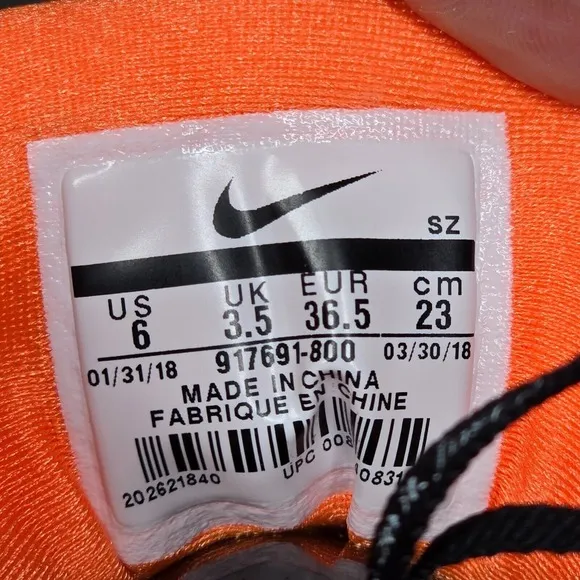 SZ
US UK EUR cm
6 3.5 36.5 23
01/31/18 917691-800 03/30/18
MADE IN CHINA
FABRIQUE EN CHINE
202621840